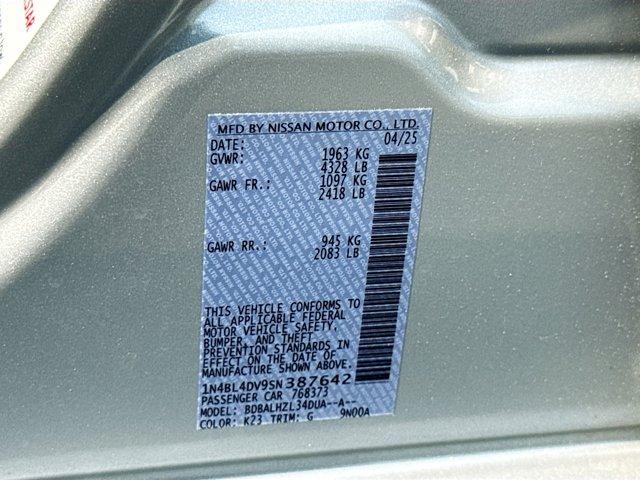 MFD BY NISSAN MOTOR CO., LTD.
DATE: 04/25
GVWR: 1963 KG
4328 LB
GAWR FR.: 1097 KG
2418 LB
GAWR RR.: 945 KG
2083 LB
THIS VEHICLE CONFORMS TO
ALL APPLICABLE FEDERAL
MOTOR VEHICLE SAFETY,
BUMPER, AND THEFT
PREVENTION STANDARDS IN
EFFECT ON THE DATE OF
MANUFACTURE SHOWN ABOVE.
1N4BL4DV9SN387642
PASSENGER CAR 768373
MODEL: BDBALHZL34DUA--A--
COLOR: K23 TRIM: G 9N00A